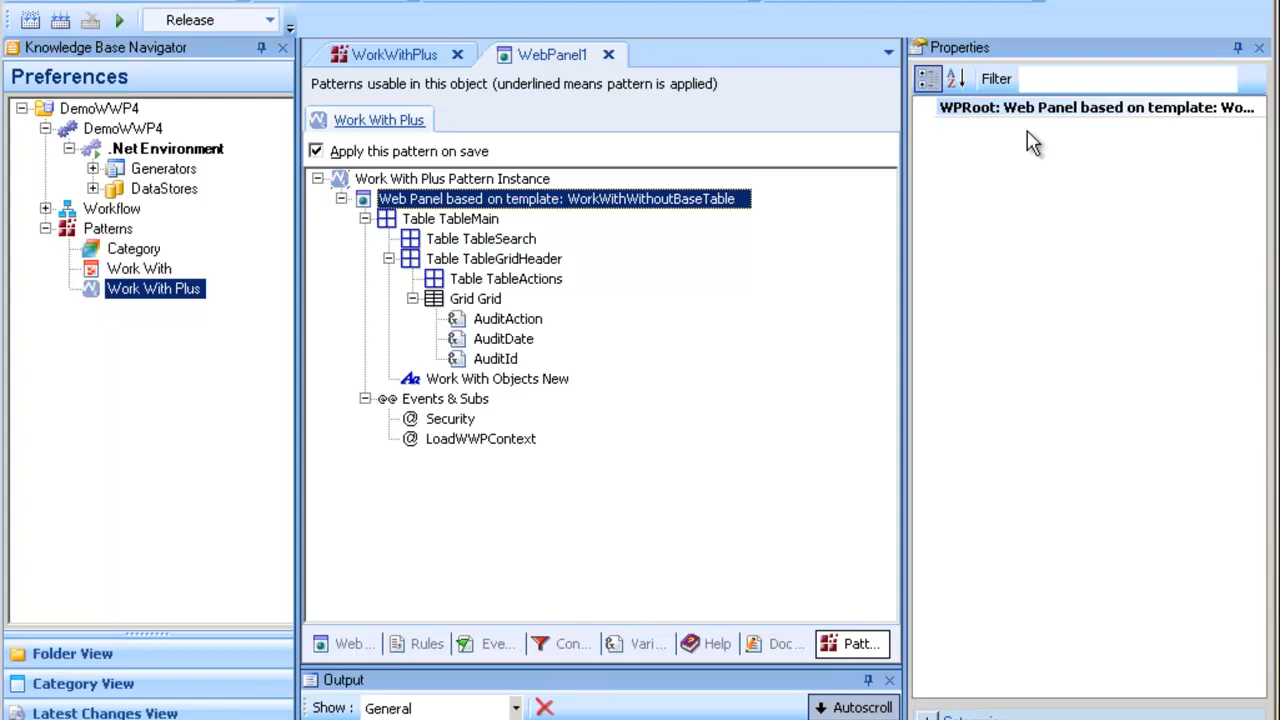 Release
Knowledge Base Navigator
WorkWithPlus
WebPanel1
Properties
Preferences
Patterns usable in this object (underlined means pattern is applied)
Filter
DemoWWP4
WPRoot: Web Panel based on template: Wo...
Work With Plus
DemoWWP4
.Net Environment
Apply this pattern on save
Generators
Work With Plus Pattern Instance
DataStores
Web Panel based on template: WorkWithWithoutBaseTable
Workflow
Table TableMain
Patterns
Table TableSearch
Category
Table TableGridHeader
Work With
Table TableActions
Work With Plus
Grid Grid
AuditAction
AuditDate
AuditId
Aa Work With Objects New
Events & Subs
@ Security
@ LoadWWPContext
Folder View
Web...
Rules
Eve...
Con...
Vari...
Help
Doc...
Patt...
Category View
Output
Latest Changes View
Show :
General
Autoscroll